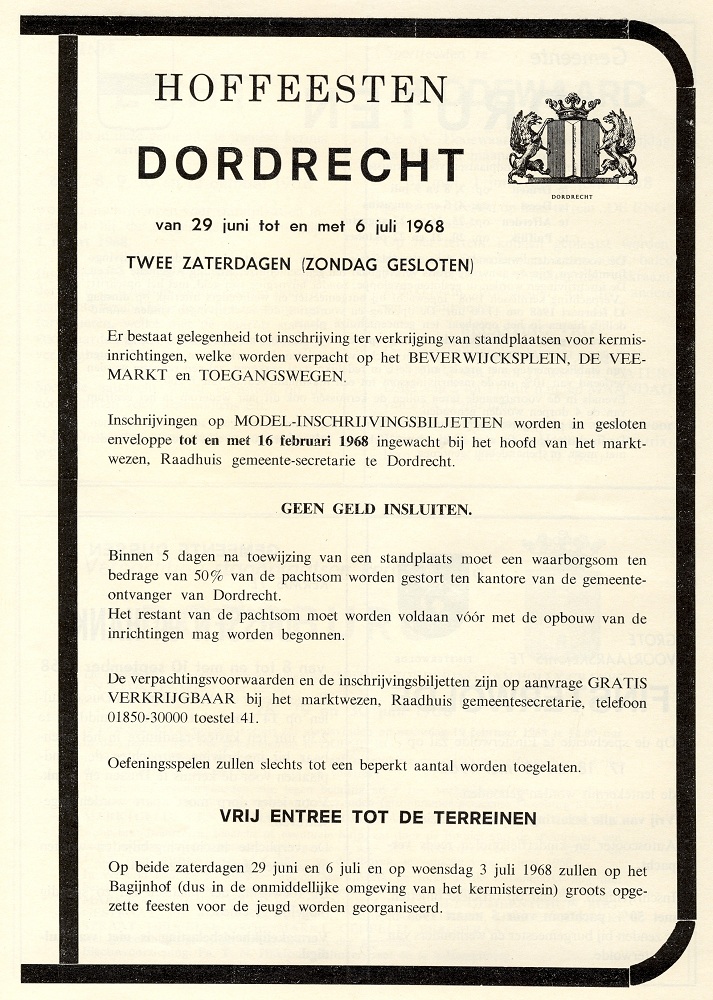 HOFFEESTEN
DORDRECHT
DORDRECHT
van 29 juni tot en met 6 juli 1968
TWEE ZATERDAGEN (ZONDAG GESLOTEN)
Er bestaat gelegenheid tot inschrijving ter verkrijging van standplaatsen voor kermis-
inrichtingen, welke worden verpacht op het BEVERWIJCKSPLEIN, DE VEE-
MARKT en TOEGANGSWEGEN.
Inschrijvingen op MODEL-INSCHRIJVINGSBILJETTEN worden in gesloten
enveloppe tot en met 16 februari 1968 ingewacht bij het hoofd van het markt-
wezen, Raadhuis gemeente-secretarie te Dordrecht.
GEEN GELD INSLUITEN.
Binnen 5 dagen na toewijzing van een standplaats moet een waarborgsom ten
bedrage van 50% van de pachtsom worden gestort ten kantore van de gemeente-
ontvanger van Dordrecht.
Het restant van de pachtsom moet worden voldaan vóór met de opbouw van de
inrichtingen mag worden begonnen.
De verpachtingsvoorwaarden en de inschrijvingsbiljetten zijn op aanvrage GRATIS
VERKRIJGBAAR bij het marktwezen, Raadhuis gemeentesecretarie, telefoon
01850-30000 toestel 41.
Oefeningsspelen zullen slechts tot een beperkt aantal worden toegelaten.
VRIJ ENTREE TOT DE TERREINEN
Op beide zaterdagen 29 juni en 6 juli en op woensdag 3 juli 1968 zullen op het
Bagijnhof (dus in de onmiddellijke omgeving van het kermisterrein) groots opge-
zette feesten voor de jeugd worden georganiseerd.